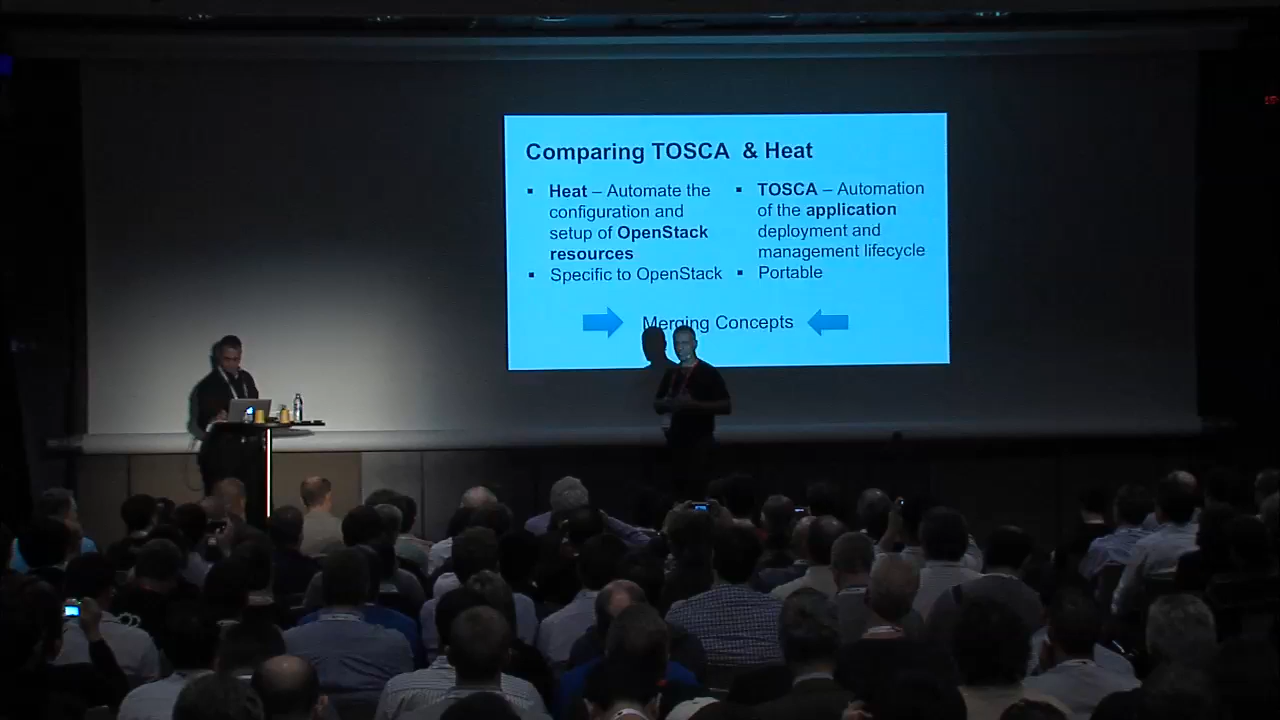 Comparing TOSCA & Heat
▪ Heat – Automate the
configuration and
setup of OpenStack
resources
▪ Specific to OpenStack
▪ TOSCA – Automation
of the application
deployment and
management lifecycle
▪ Portable
Merging Concepts